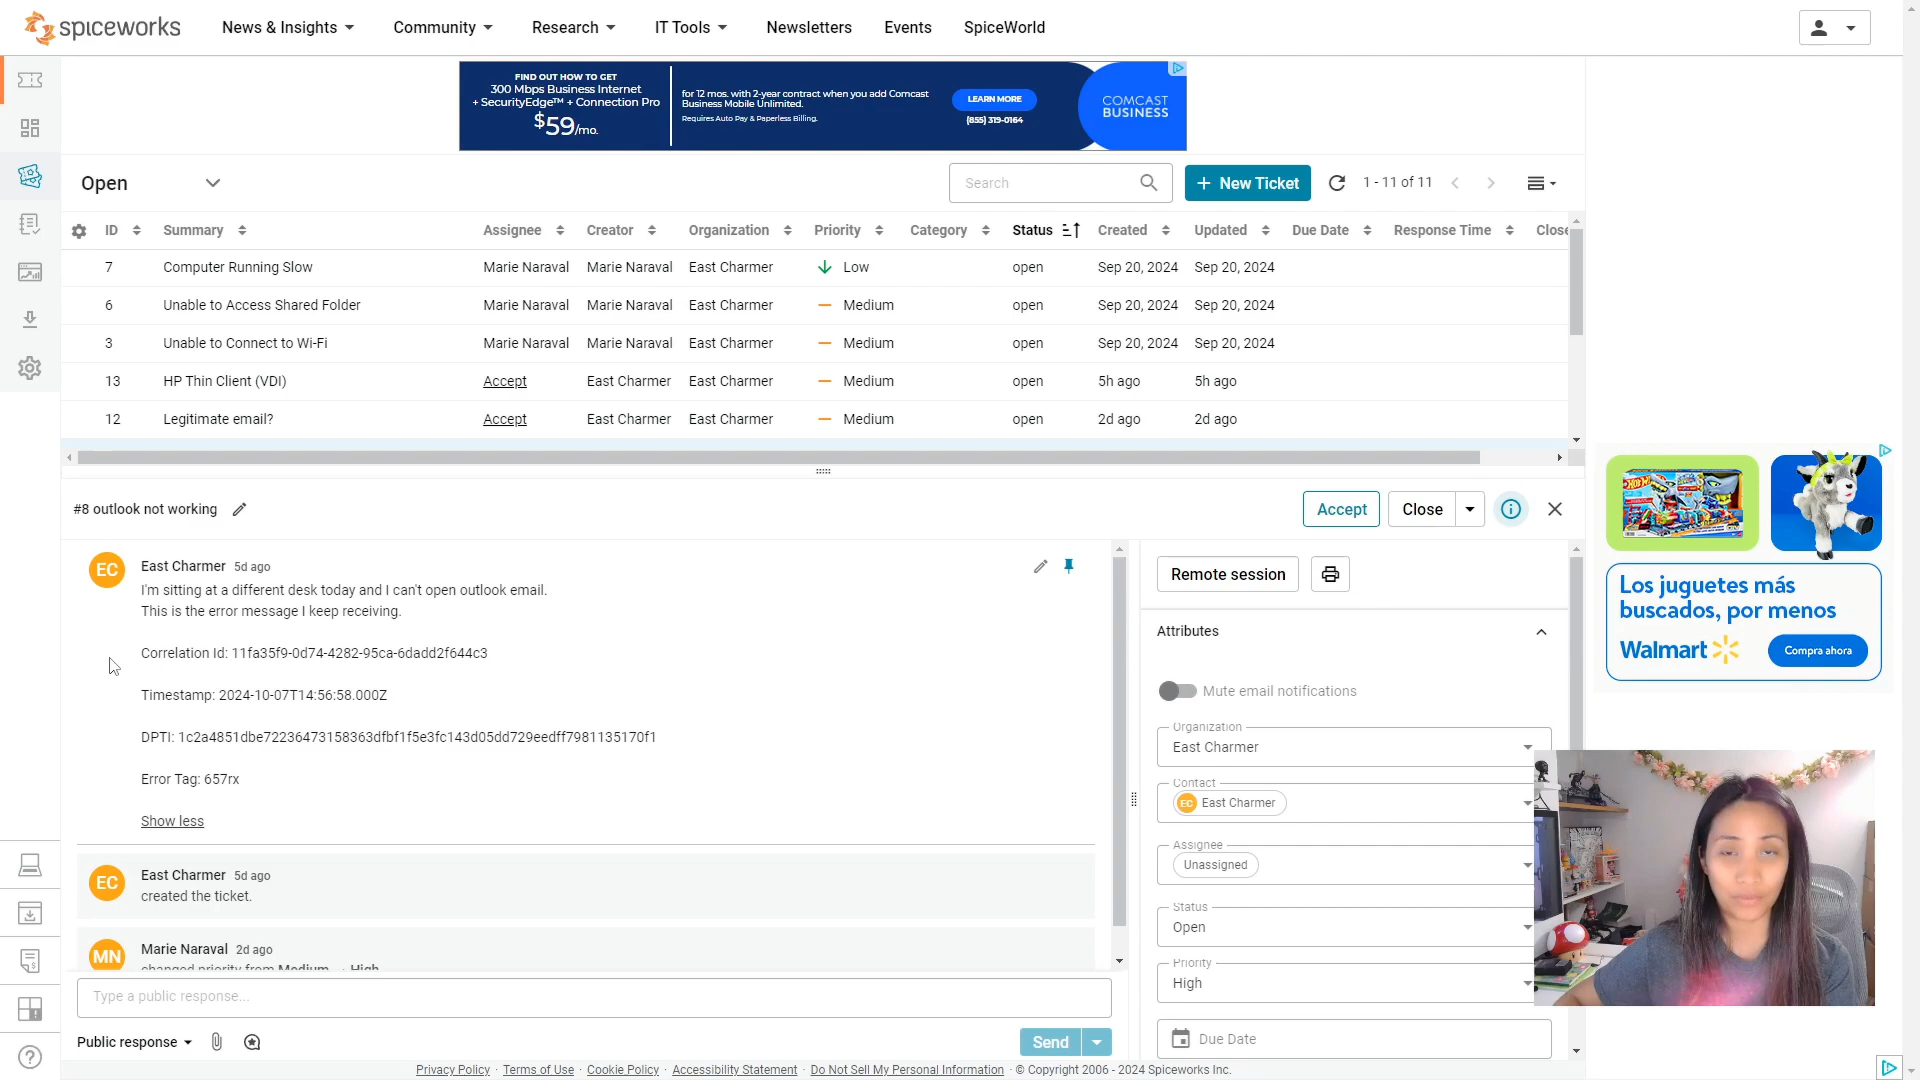 spiceworks
News & Insights
Community
Research
IT Tools
Newsletters
Events
SpiceWorld
FIND OUT HOW TO GET
300 Mbps Business Internet
+ SecurityEdge™ + Connection Pro
$59/mo.
for 12 mos. with 2-year contract when you add Comcast
Business Mobile Unlimited.
Requires Auto Pay & Paperless Billing.
LEARN MORE
(855) 319-0164
COMCAST
BUSINESS
Open
Search
+ New Ticket
1 - 11 of 11
ID Summary Assignee Creator Organization Priority Category Status Created Updated Due Date Response Time Close
7 Computer Running Slow Marie Naraval Marie Naraval East Charmer Low open Sep 20, 2024 Sep 20, 2024
6 Unable to Access Shared Folder Marie Naraval Marie Naraval East Charmer Medium open Sep 20, 2024 Sep 20, 2024
3 Unable to Connect to Wi-Fi Marie Naraval Marie Naraval East Charmer Medium open Sep 20, 2024 Sep 20, 2024
13 HP Thin Client (VDI) Accept East Charmer East Charmer Medium open 5h ago 5h ago
12 Legitimate email? Accept East Charmer East Charmer Medium open 2d ago 2d ago
#8 outlook not working
Accept
Close
EC
East Charmer 5d ago
I'm sitting at a different desk today and I can't open outlook email.
This is the error message I keep receiving.
Correlation Id: 11fa35f9-0d74-4282-95ca-6dadd2f644c3
Timestamp: 2024-10-07T14:56:58.000Z
DPTI: 1c2a4851dbe72236473158363dfbf1f5e3fc143d05dd729eedff7981135170f1
Error Tag: 657rx
Show less
EC
East Charmer 5d ago
created the ticket.
MN
Marie Naraval 2d ago
changed priority from Medium → High
Type a public response...
Public response
Send
Remote session
Attributes
Mute email notifications
Organization
East Charmer
Contact
EC East Charmer
Assignee
Unassigned
Status
Open
Priority
High
Due Date
Los juguetes más
buscados, por menos
Walmart
Compra ahora
Privacy Policy · Terms of Use · Cookie Policy · Accessibility Statement · Do Not Sell My Personal Information · © Copyright 2006 - 2024 Spiceworks Inc.